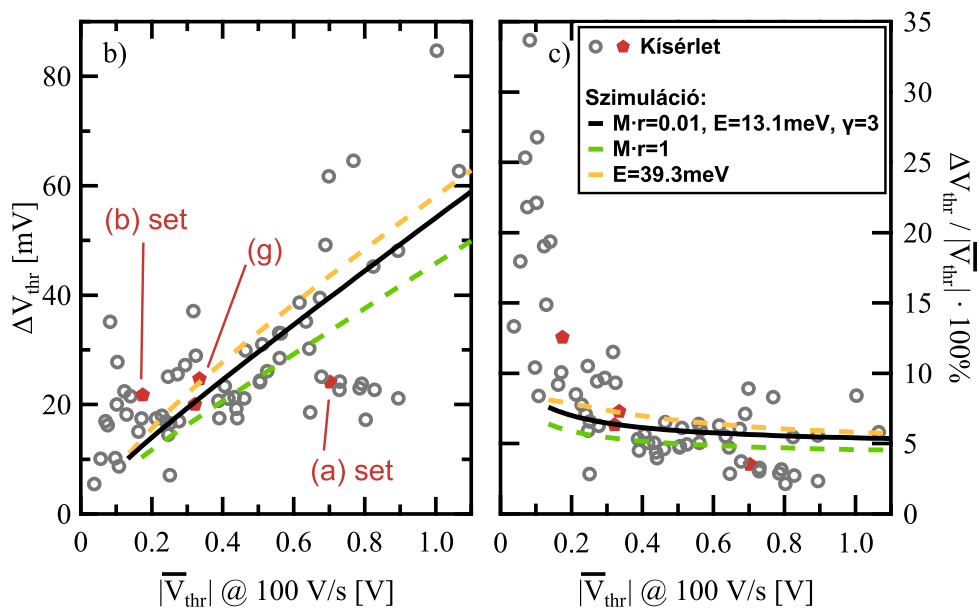 b)
80
60
40
20
0
ΔV_thr [mV]
(b) set
(g)
(a) set
0 0.2 0.4 0.6 0.8 1.0
|V̅_thr| @ 100 V/s [V]
c)
Kísérlet
Szimuláció:
M·r=0.01, E=13.1meV, γ=3
M·r=1
E=39.3meV
35
30
25
20
15
10
5
0
ΔV_thr / |V̅_thr| · 100%
0 0.2 0.4 0.6 0.8 1.0
|V̅_thr| @ 100 V/s [V]